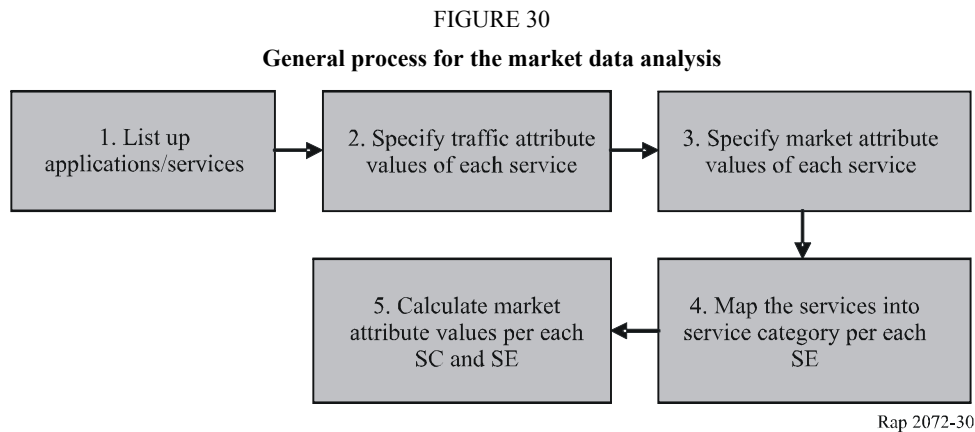 FIGURE 30
General process for the market data analysis
1. List up
applications/services
2. Specify traffic attribute
values of each service
3. Specify market attribute
values of each service
4. Map the services into
service category per each
SE
5. Calculate market
attribute values per each
SC and SE
Rap 2072-30